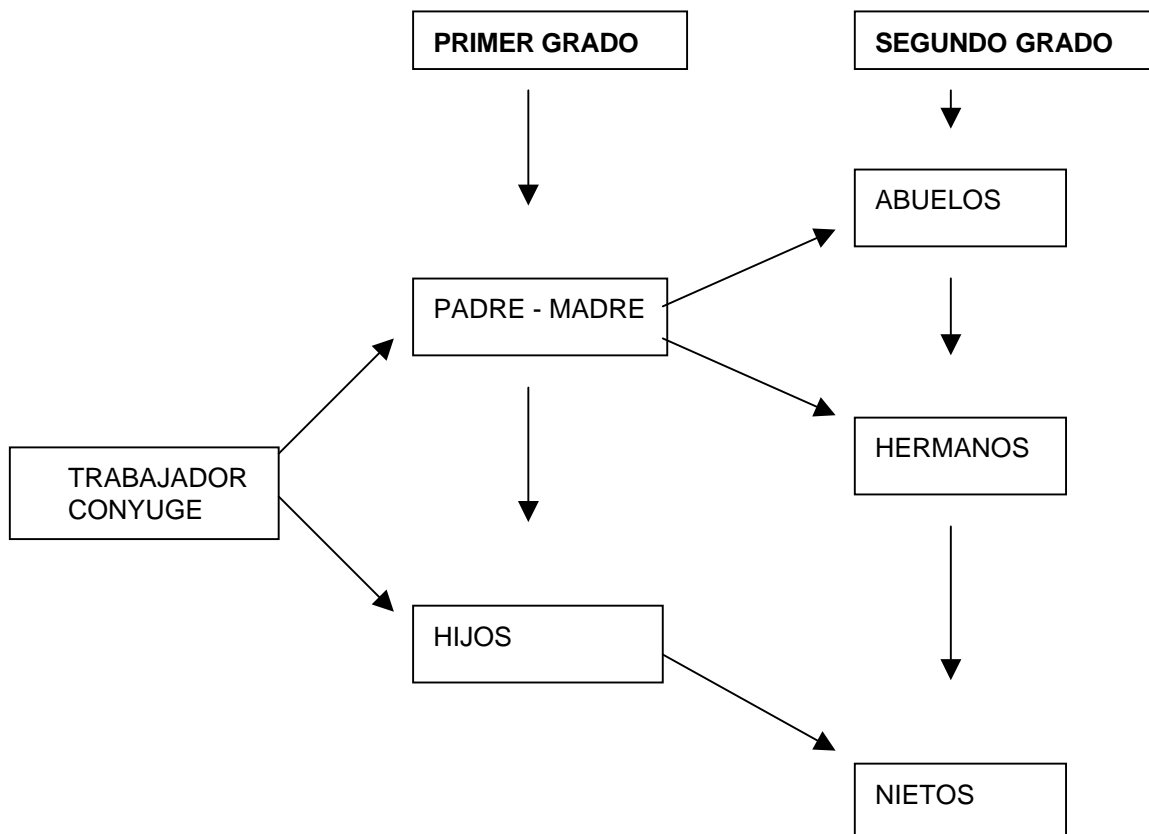 PRIMER GRADO
SEGUNDO GRADO
ABUELOS
PADRE - MADRE
HERMANOS
TRABAJADOR
CONYUGE
HIJOS
NIETOS